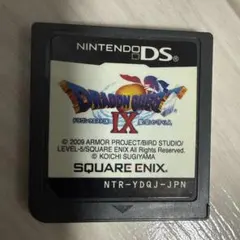 NINTENDO DS
DRAGON QUEST
IX
© 2009 ARMOR PROJECT/BIRD STUDIO/
LEVEL-5/SQUARE ENIX All Rights Reserved.
© KOICHI SUGIYAMA
SQUARE ENIX
NTR-YDQJ-JPN